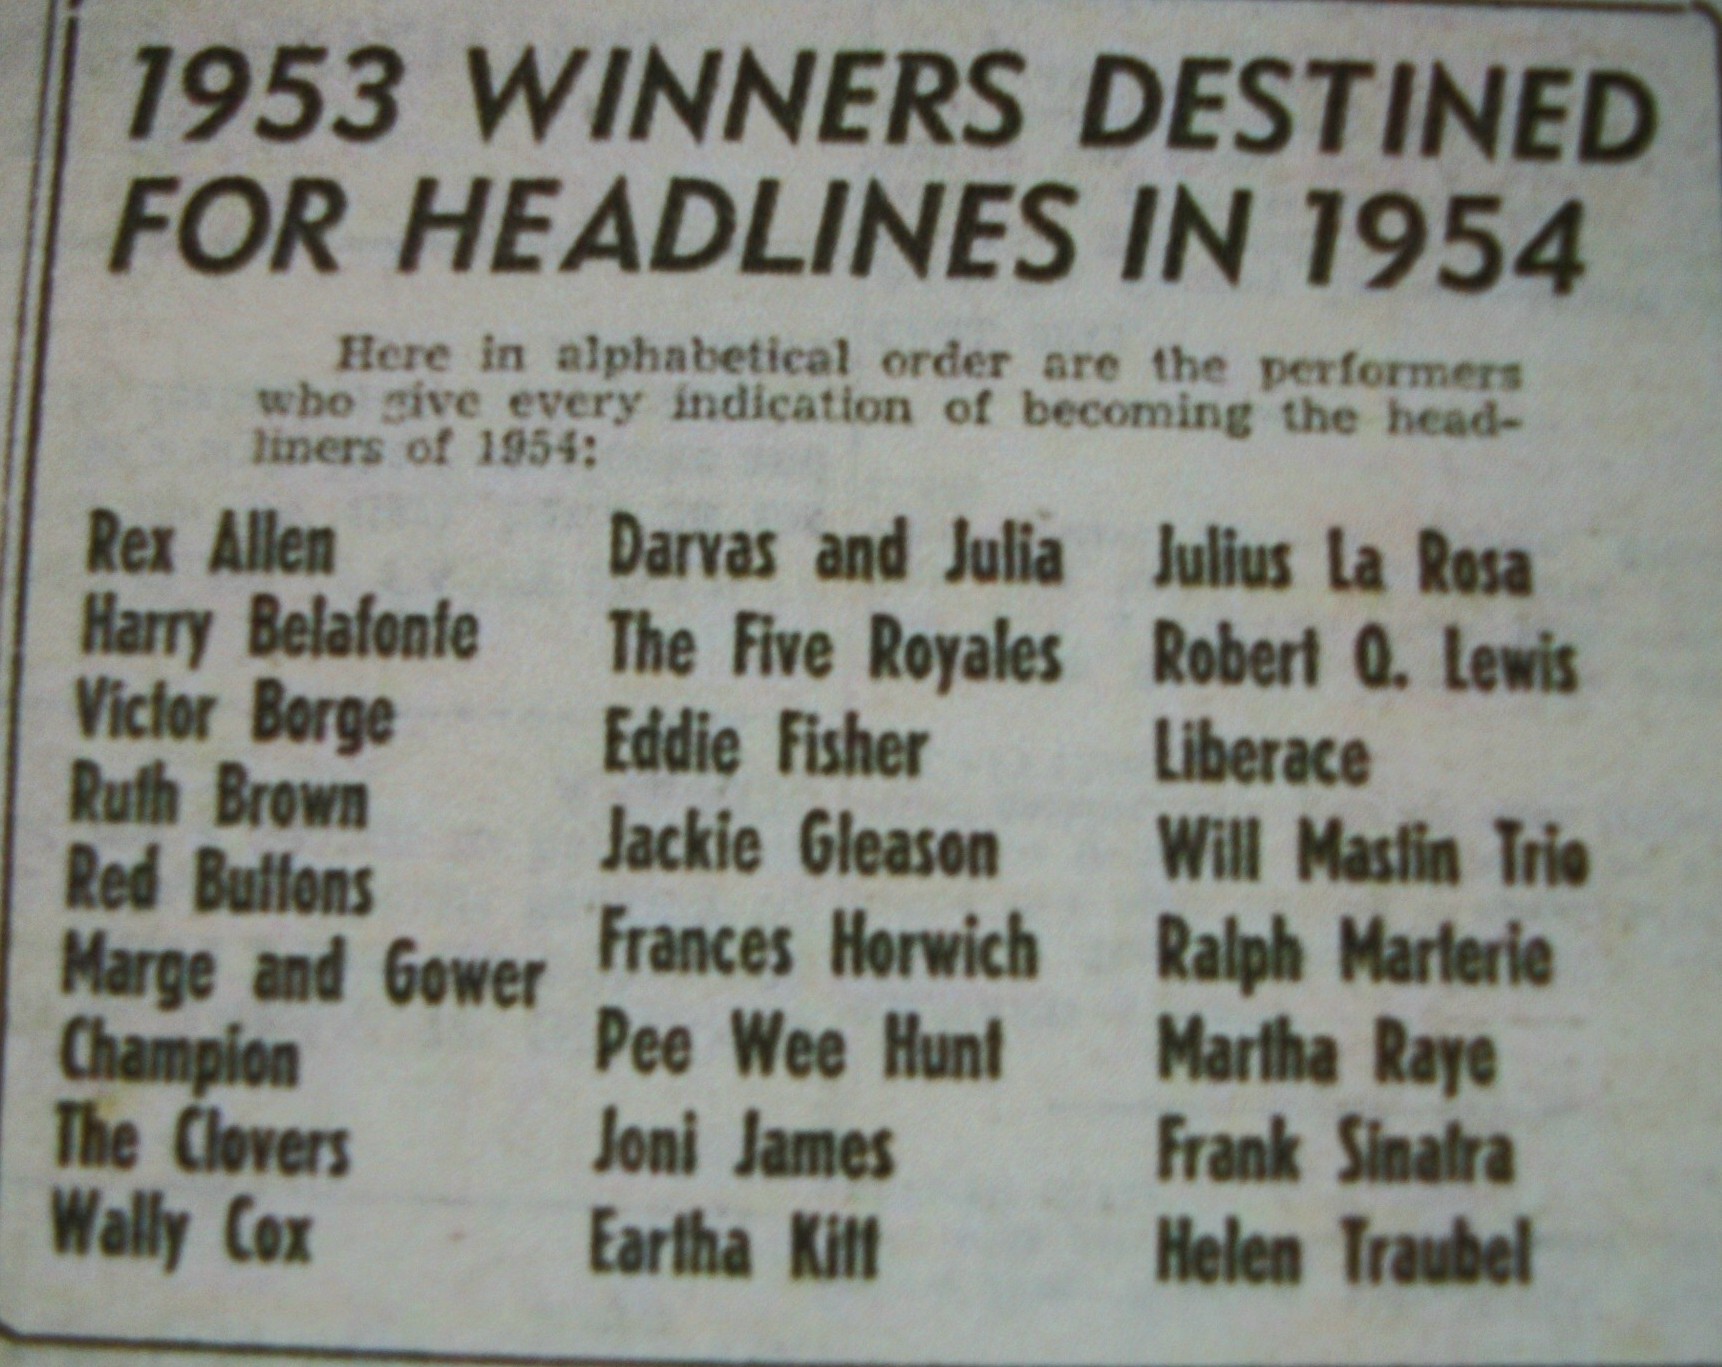 1953 WINNERS DESTINED
FOR HEADLINES IN 1954
Here in alphabetical order are the performers
who give every indication of becoming the head-
liners of 1954:
Rex Allen
Harry Belafonte
Victor Borge
Ruth Brown
Red Buttons
Marge and Gower
Champion
The Clovers
Wally Cox
Darvas and Julia
The Five Royales
Eddie Fisher
Jackie Gleason
Frances Horwich
Pee Wee Hunt
Joni James
Eartha Kitt
Julius La Rosa
Robert Q. Lewis
Liberace
Will Mastin Trio
Ralph Marterie
Martha Raye
Frank Sinatra
Helen Traubel